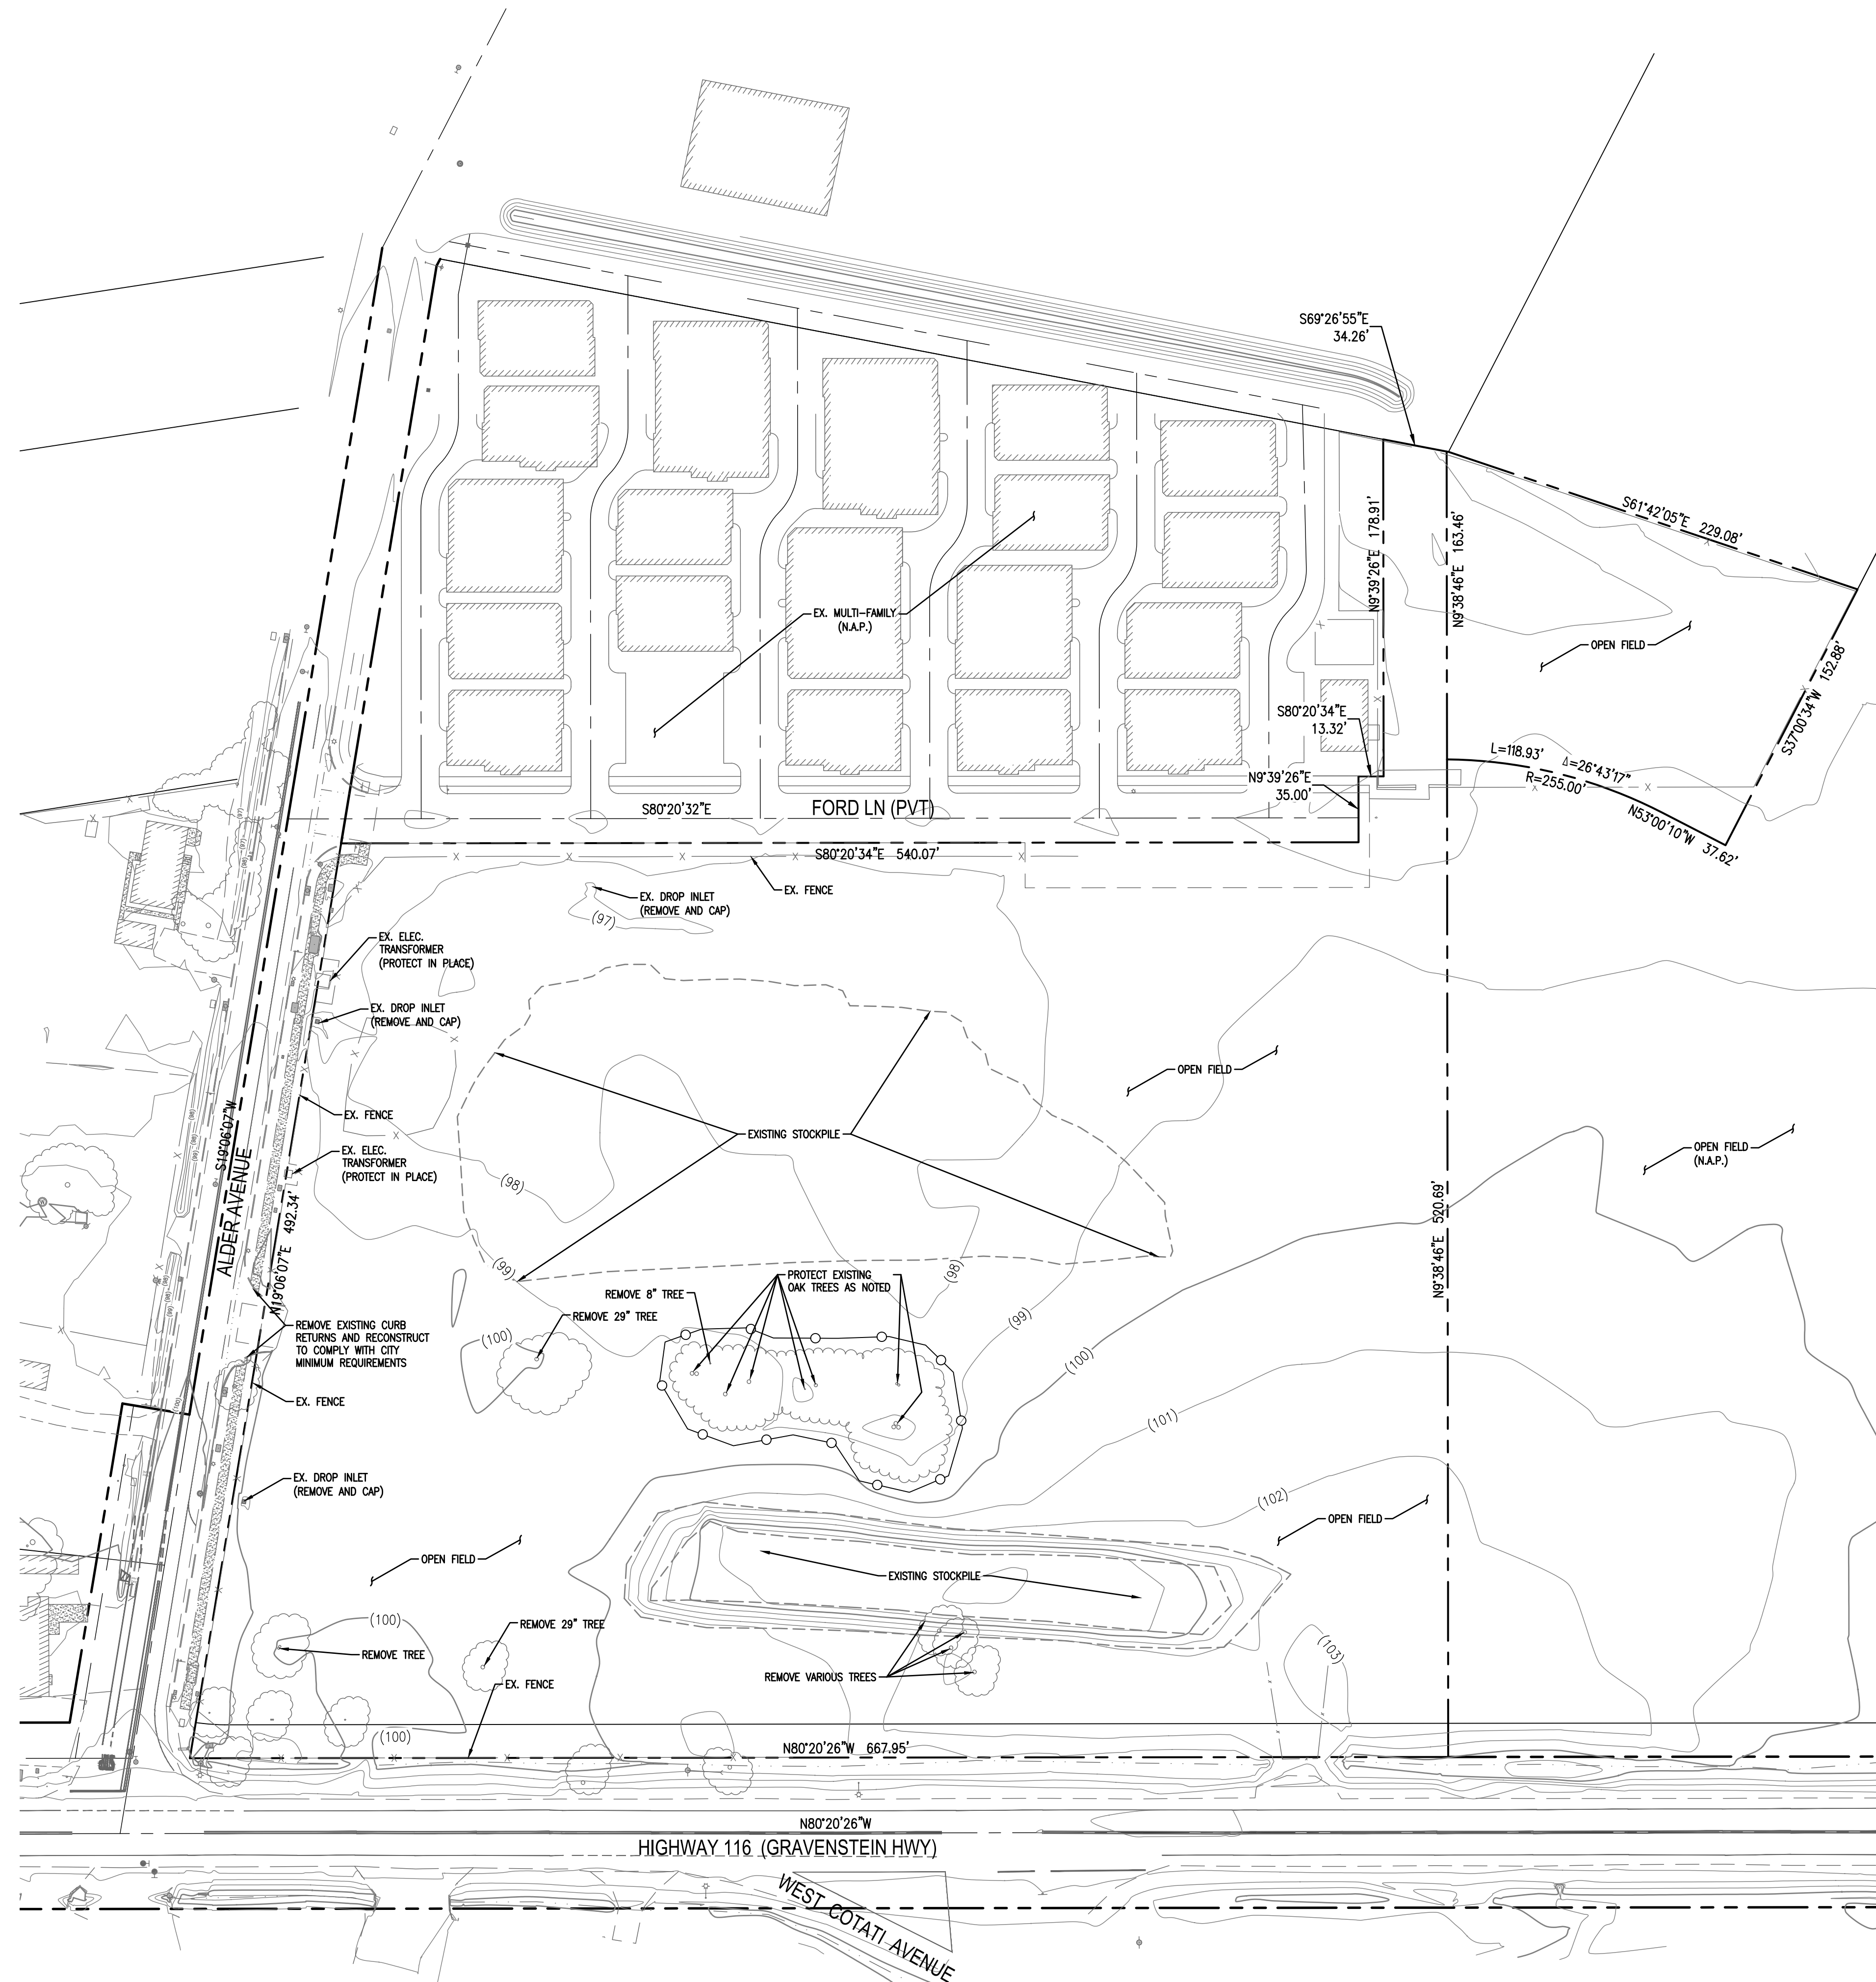 S69°26'55"E
34.26'
N9°39'26"E 178.91'
N9°38'46"E 163.46'
S61°42'05"E 229.08'
OPEN FIELD
EX. MULTI-FAMILY
(N.A.P.)
S37°00'34"W 152.88'
S80°20'34"E
13.32'
L=118.93'
Δ=26°43'17"
R=255.00'
N9°39'26"E
35.00'
S80°20'32"E
FORD LN (PVT)
N53°00'10"W 37.62'
S80°20'34"E 540.07'
EX. FENCE
EX. DROP INLET
(REMOVE AND CAP)
(97)
(97)
(97)
(98)
EX. ELEC.
TRANSFORMER
(PROTECT IN PLACE)
EX. DROP INLET
(REMOVE AND CAP)
OPEN FIELD
EX. FENCE
S19°06'07"W
ALDER AVENUE
EXISTING STOCKPILE
OPEN FIELD
(N.A.P.)
EX. ELEC.
TRANSFORMER
(PROTECT IN PLACE)
(98)
N19°06'07"E 492.34'
N9°38'46"E 520.69'
(99)
(98)
PROTECT EXISTING
OAK TREES AS NOTED
REMOVE 8" TREE
REMOVE 29" TREE
(99)
REMOVE EXISTING CURB
RETURNS AND RECONSTRUCT
TO COMPLY WITH CITY
MINIMUM REQUIREMENTS
(100)
(100)
EX. FENCE
(100)
(101)
EX. DROP INLET
(REMOVE AND CAP)
(102)
OPEN FIELD
OPEN FIELD
EXISTING STOCKPILE
(100)
REMOVE 29" TREE
REMOVE TREE
(103)
REMOVE VARIOUS TREES
EX. FENCE
(100)
N80°20'26"W 667.95'
N80°20'26"W
HIGHWAY 116 (GRAVENSTEIN HWY)
WEST COTATI AVENUE